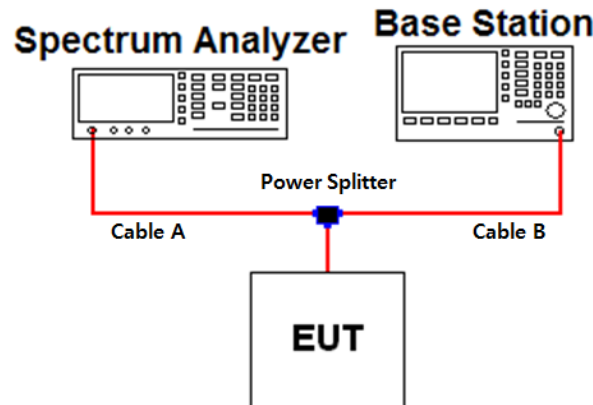 Spectrum Analyzer
Base Station
Power Splitter
Cable A
Cable B
EUT